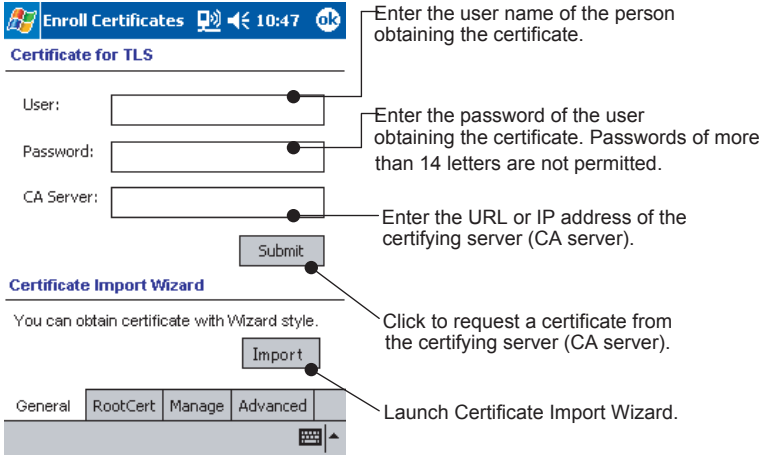 Enroll Certificates 10:47 ok
Certificate for TLS
User:
Password:
CA Server:
Submit
Certificate Import Wizard
You can obtain certificate with Wizard style.
Import
General RootCert Manage Advanced
Enter the user name of the person
obtaining the certificate.
Enter the password of the user
obtaining the certificate. Passwords of more
than 14 letters are not permitted.
Enter the URL or IP address of the
certifying server (CA server).
Click to request a certificate from
the certifying server (CA server).
Launch Certificate Import Wizard.